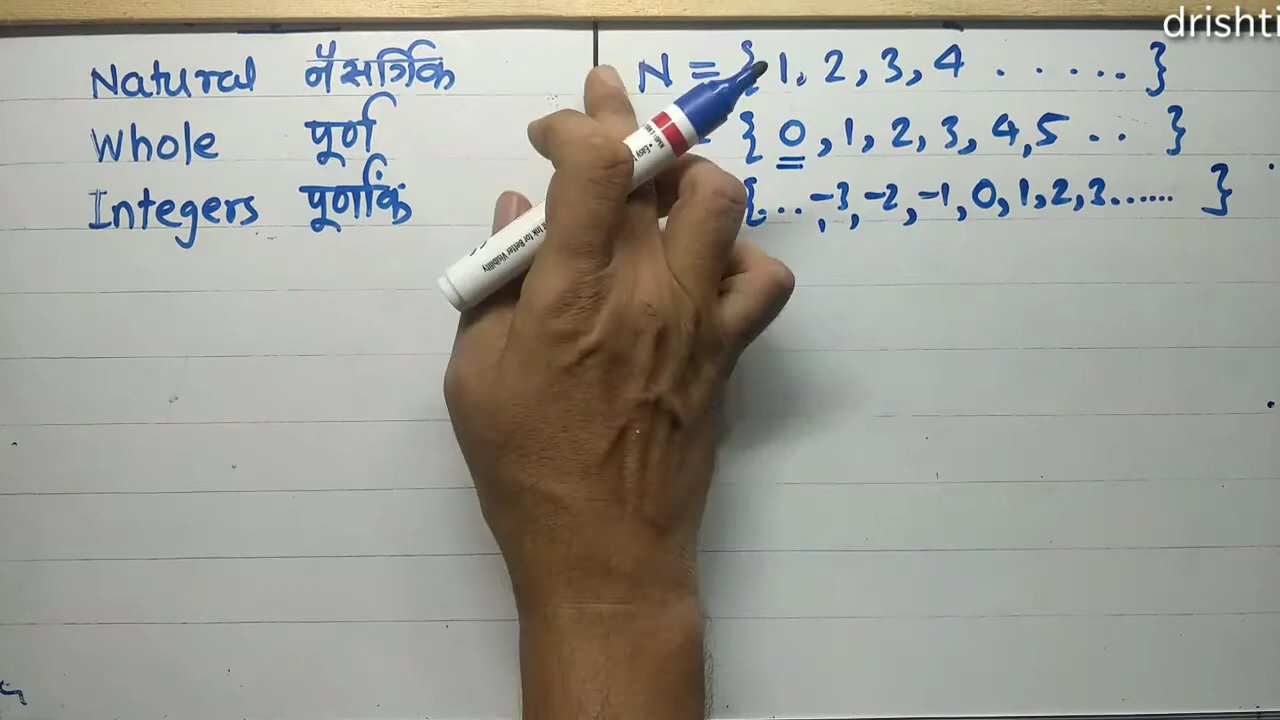 drishti
Natural नैसर्गिक N = { 1, 2, 3, 4 . . . . . . }
Whole पूर्ण = { 0, 1, 2, 3, 4, 5 . . }
Integers पूर्णांक {... -3, -2, -1, 0, 1, 2, 3...... }